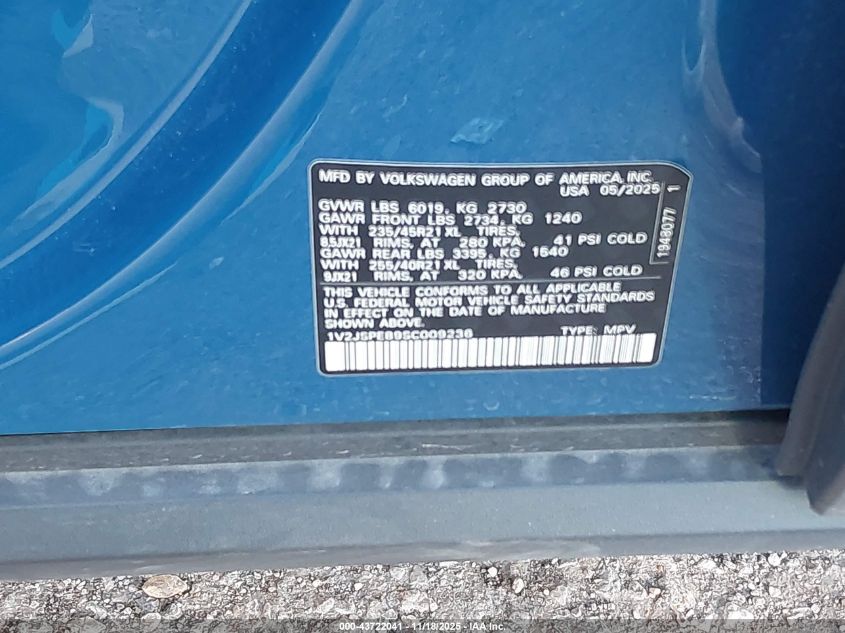 MFD BY VOLKSWAGEN GROUP OF AMERICA, INC.
USA 05/2025
GVWR LBS 6019, KG 2730
GAWR FRONT LBS 2734, KG 1240
WITH 235/45R21 XL TIRES,
8,5JX21 RIMS, AT 280 KPA, 41 PSI COLD
GAWR REAR LBS 3395, KG 1540
WITH 255/40R21 XL TIRES,
9JX21 RIMS, AT 320 KPA, 46 PSI COLD
1948077 1
THIS VEHICLE CONFORMS TO ALL APPLICABLE
U.S. FEDERAL MOTOR VEHICLE SAFETY STANDARDS
IN EFFECT ON THE DATE OF MANUFACTURE
SHOWN ABOVE.
1V2JSPE89SC009236 TYPE: MPV
000-43722041 - 11/18/2025 - IAA Inc.